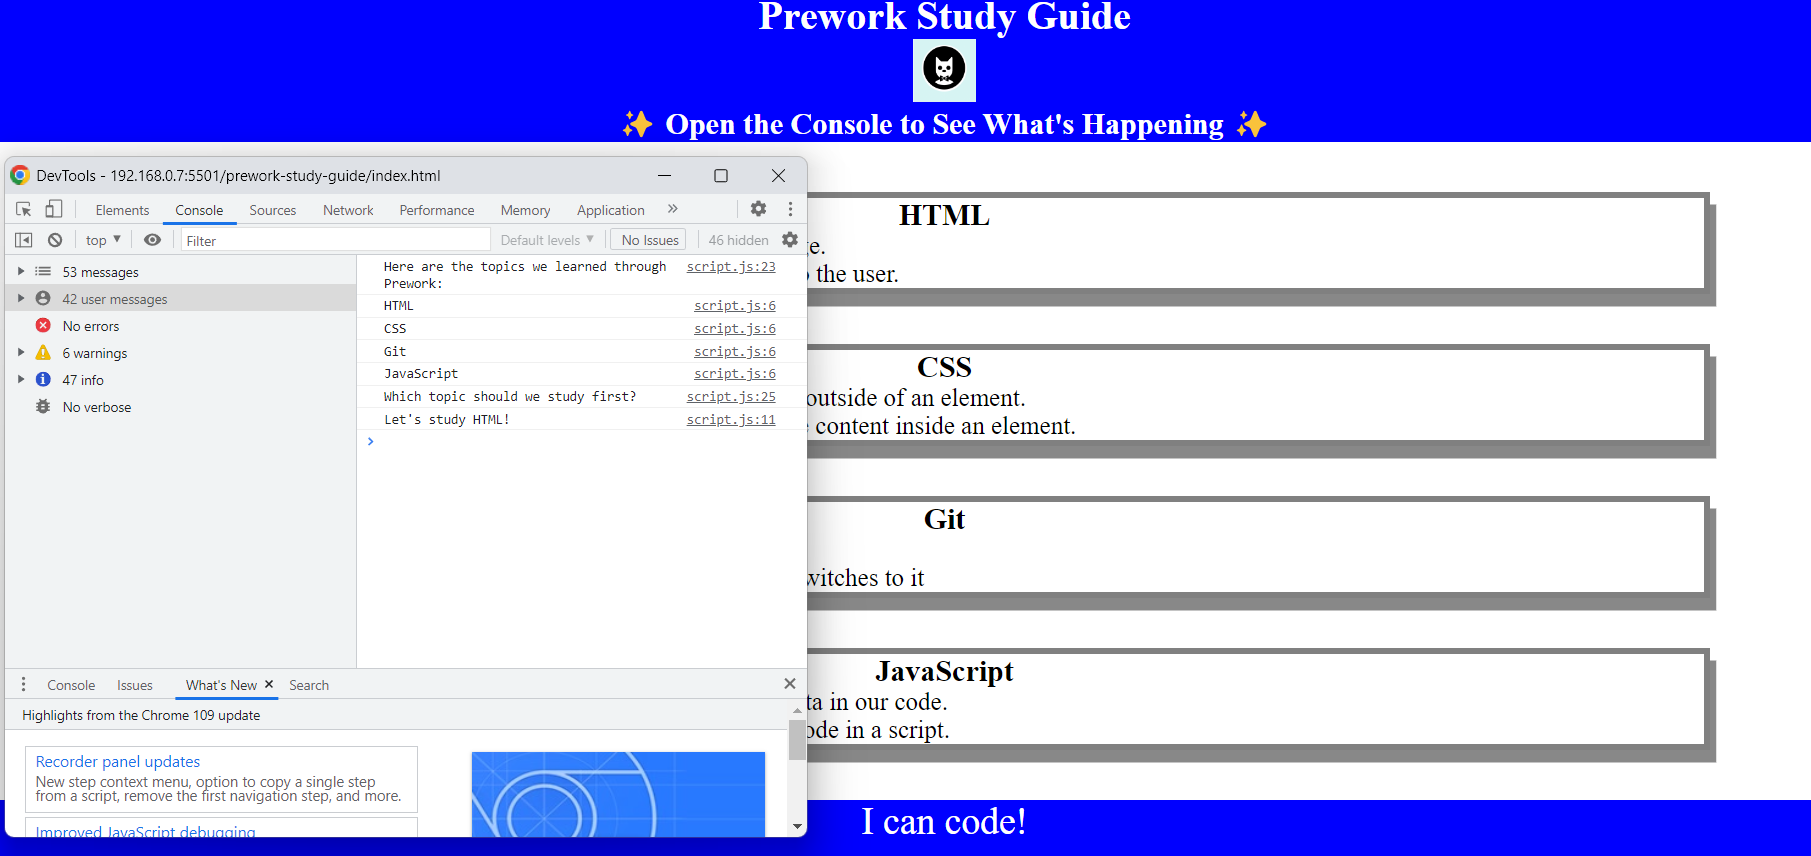 Prework Study Guide
✨ Open the Console to See What's Happening ✨
DevTools - 192.168.0.7:5501/prework-study-guide/index.html
Elements Console Sources Network Performance Memory Application »
top ▼ Filter Default levels ▼ No Issues 46 hidden
53 messages
42 user messages
No errors
6 warnings
47 info
No verbose
Here are the topics we learned through script.js:23
Prework:
HTML script.js:6
CSS script.js:6
Git script.js:6
JavaScript script.js:6
Which topic should we study first? script.js:25
Let's study HTML! script.js:11
Console Issues What's New × Search
Highlights from the Chrome 109 update
Recorder panel updates
New step context menu, option to copy a single step
from a script, remove the first navigation step, and more.
Improved JavaScript debugging
HTML
the user.
CSS
outside of an element.
content inside an element.
Git
to it
JavaScript
in our code.
in a script.
I can code!